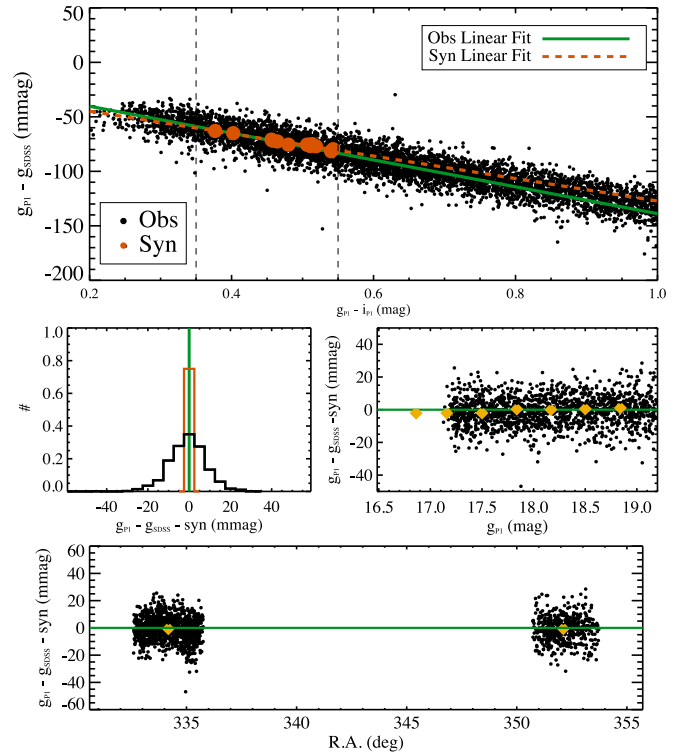 50
0
-50
-100
-150
-200
g_P1 - g_SDSS (mmag)
Obs Linear Fit
Syn Linear Fit
Obs
Syn
0.2 0.4 0.6 0.8 1.0
g_P1 - i_P1 (mag)
1.0
0.8
0.6
0.4
0.2
0.0
#
-40 -20 0 20 40
g_P1 - g_SDSS - syn (mmag)
40
20
0
-20
-40
g_P1 - g_SDSS -syn (mmag)
16.5 17.0 17.5 18.0 18.5 19.0
g_P1 (mag)
60
40
20
0
-20
-40
-60
g_P1 - g_SDSS - syn (mmag)
335 340 345 350 355
R.A. (deg)